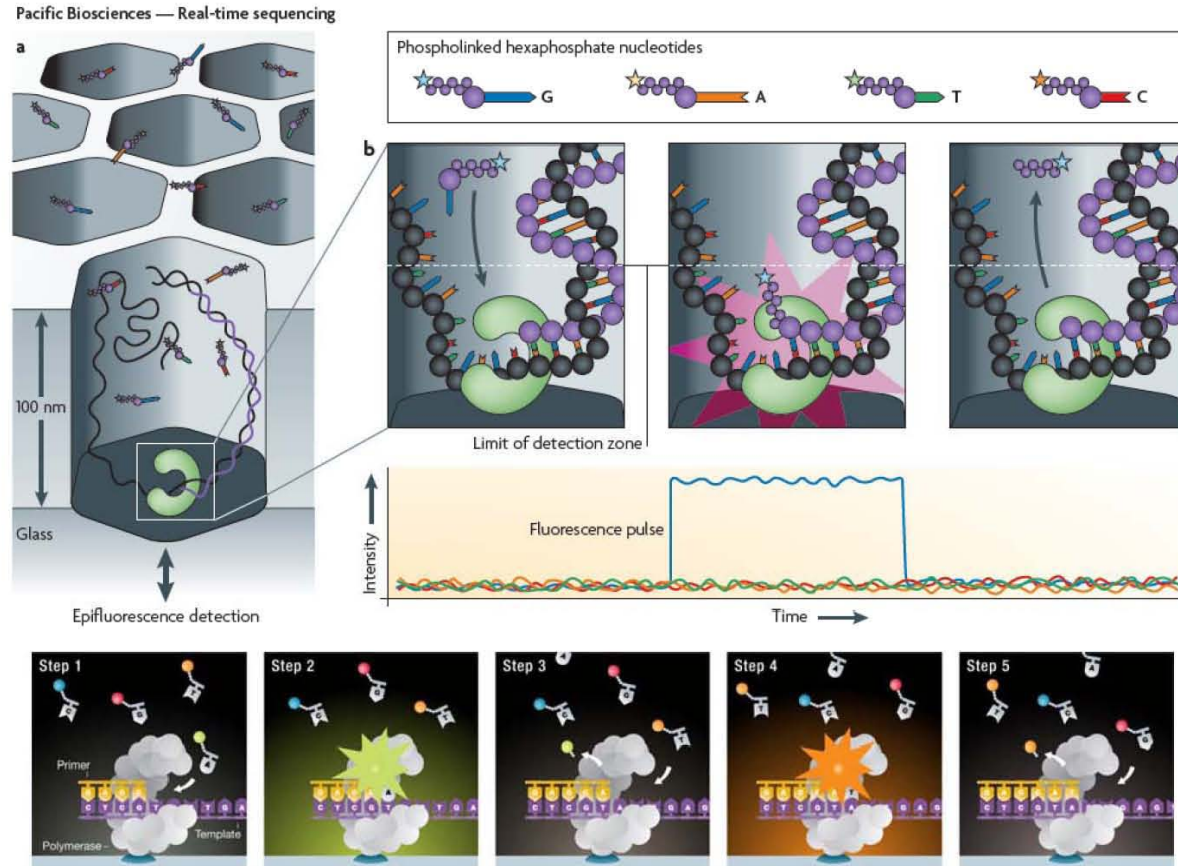 Pacific Biosciences — Real-time sequencing
a
Phospholinked hexaphosphate nucleotides
G
A
T
C
b
100 nm
Glass
Epifluorescence detection
Limit of detection zone
Intensity
Fluorescence pulse
Time
Step 1
Step 2
Step 3
Step 4
Step 5
Primer
Template
Polymerase